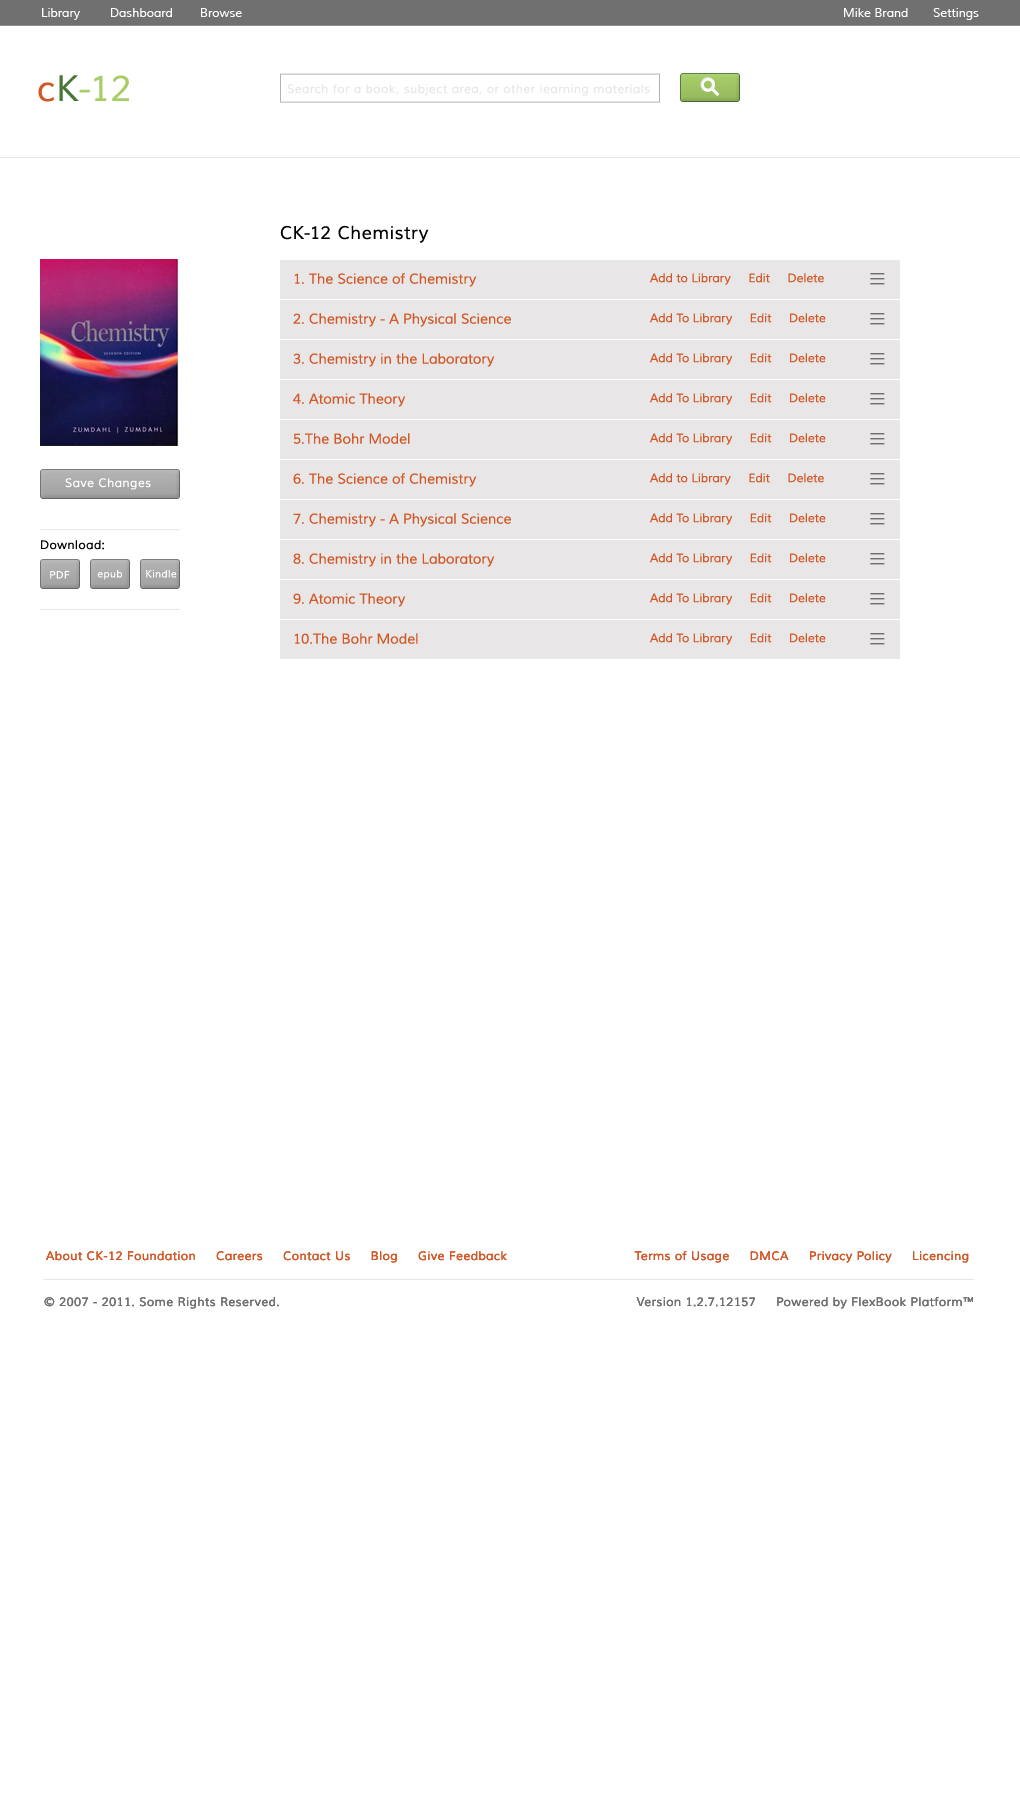 Library Dashboard Browse Mike Brand Settings
cK-12
Search for a book, subject area, or other learning materials
CK-12 Chemistry
Chemistry
SEVENTH EDITION
ZUMDAHL | ZUMDAHL
Save Changes
Download:
PDF epub Kindle
1. The Science of Chemistry Add to Library Edit Delete
2. Chemistry - A Physical Science Add To Library Edit Delete
3. Chemistry in the Laboratory Add To Library Edit Delete
4. Atomic Theory Add To Library Edit Delete
5.The Bohr Model Add To Library Edit Delete
6. The Science of Chemistry Add to Library Edit Delete
7. Chemistry - A Physical Science Add To Library Edit Delete
8. Chemistry in the Laboratory Add To Library Edit Delete
9. Atomic Theory Add To Library Edit Delete
10.The Bohr Model Add To Library Edit Delete
About CK-12 Foundation Careers Contact Us Blog Give Feedback Terms of Usage DMCA Privacy Policy Licencing
© 2007 - 2011. Some Rights Reserved. Version 1.2.7.12157 Powered by FlexBook Platform™